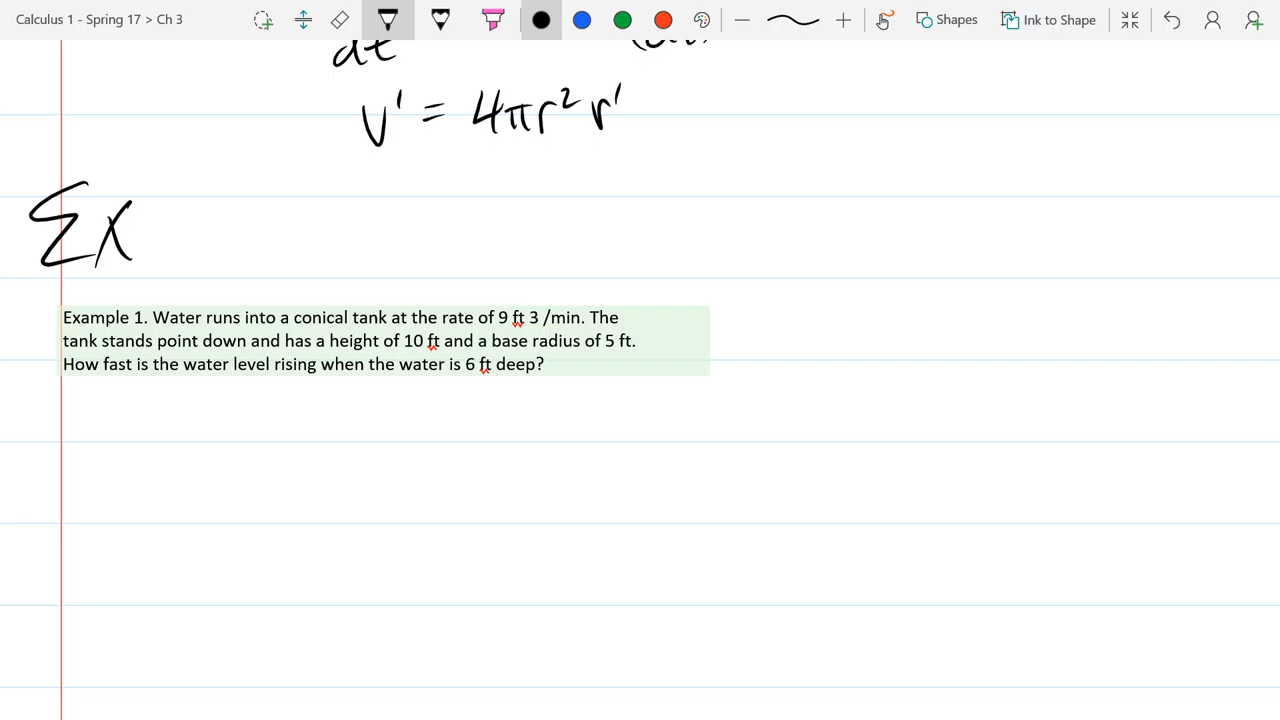 Calculus 1 - Spring 17 > Ch 3
Shapes
Ink to Shape
dt
V' = 4πr² r'
Ex
Example 1. Water runs into a conical tank at the rate of 9 ft 3 /min. The
tank stands point down and has a height of 10 ft and a base radius of 5 ft.
How fast is the water level rising when the water is 6 ft deep?